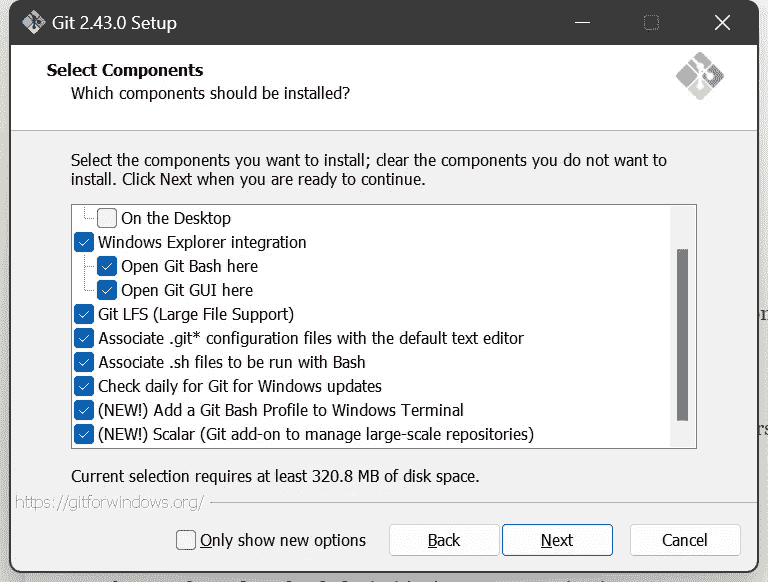 Git 2.43.0 Setup
Select Components
Which components should be installed?
Select the components you want to install; clear the components you do not want to
install. Click Next when you are ready to continue.
On the Desktop
Windows Explorer integration
Open Git Bash here
Open Git GUI here
Git LFS (Large File Support)
Associate .git* configuration files with the default text editor
Associate .sh files to be run with Bash
Check daily for Git for Windows updates
(NEW!) Add a Git Bash Profile to Windows Terminal
(NEW!) Scalar (Git add-on to manage large-scale repositories)
Current selection requires at least 320.8 MB of disk space.
https://gitforwindows.org/
Only show new options
Back
Next
Cancel